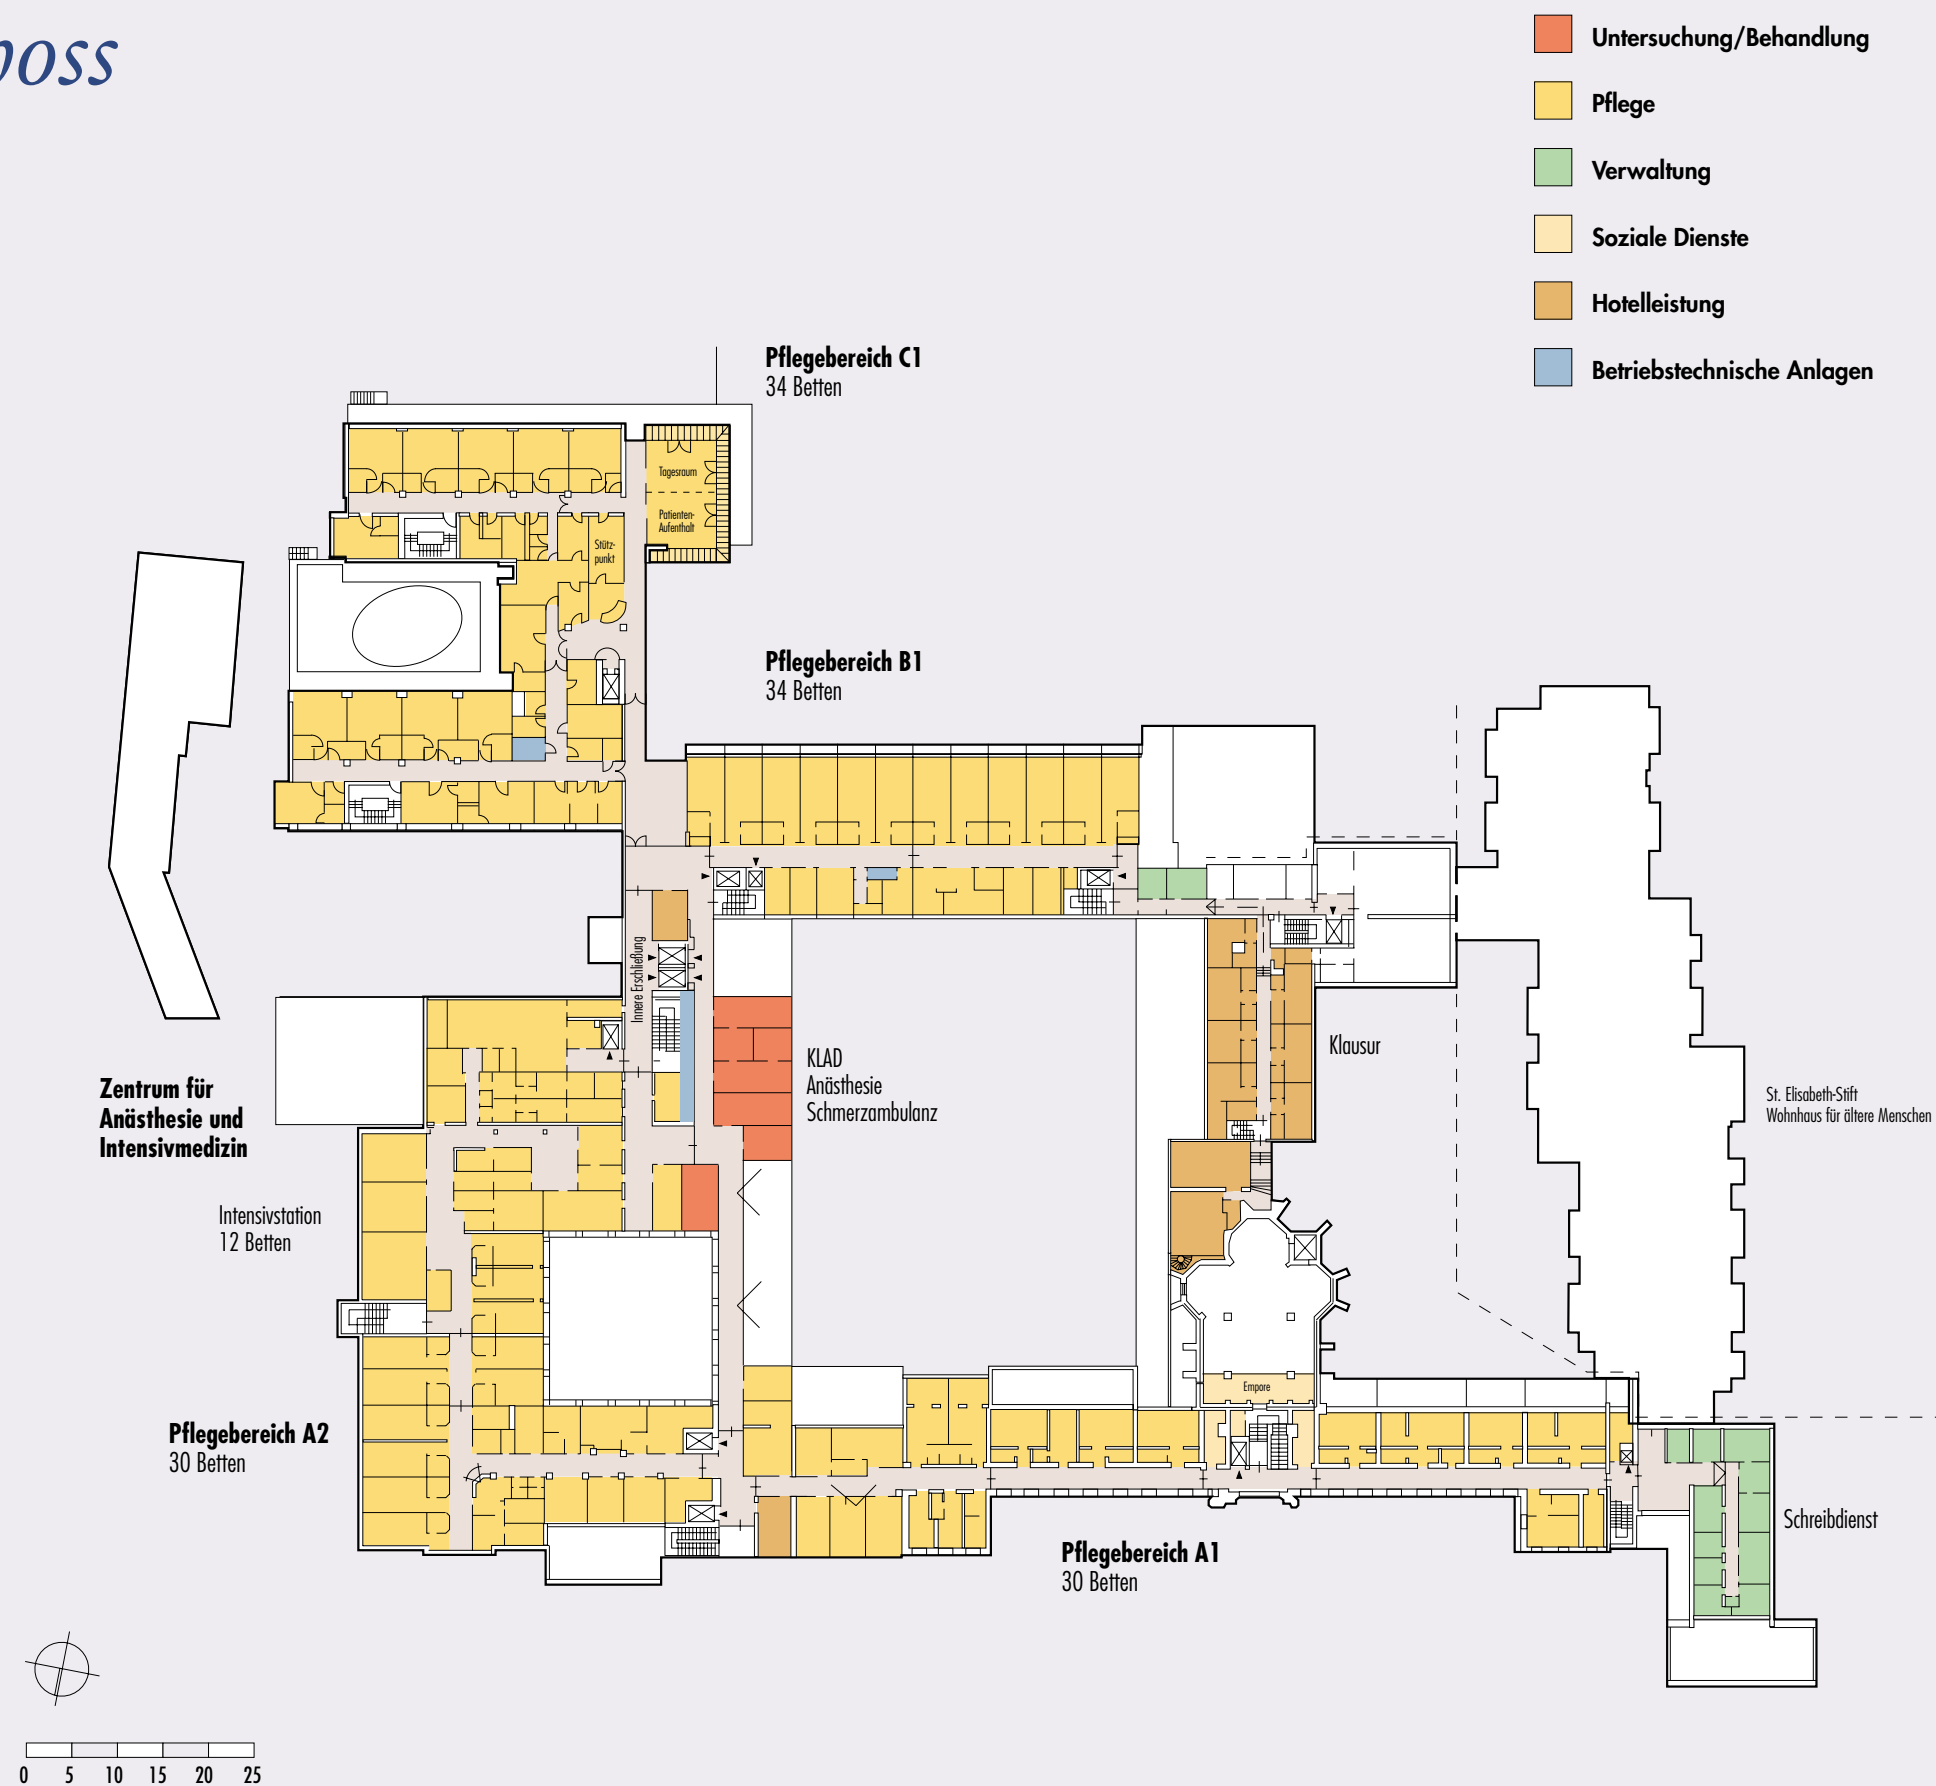 Untersuchung/Behandlung
Pflege
Verwaltung
Soziale Dienste
Hotelleistung
Betriebstechnische Anlagen
Pflegebereich C1
34 Betten
Tagesraum
Patienten-
Aufenthalt
Stütz-
punkt
Pflegebereich B1
34 Betten
Innere Erschließung
KLAD
Anästhesie
Schmerzambulanz
Klausur
St. Elisabeth-Stift
Wohnhaus für ältere Menschen
Zentrum für
Anästhesie und
Intensivmedizin
Intensivstation
12 Betten
Empore
Pflegebereich A2
30 Betten
Schreibdienst
Pflegebereich A1
30 Betten
0 5 10 15 20 25